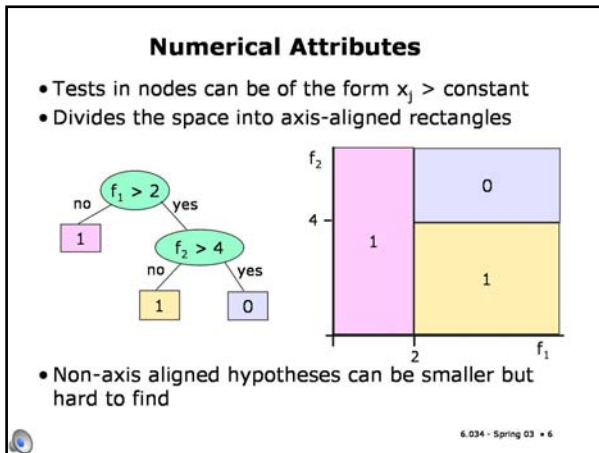 Numerical Attributes
• Tests in nodes can be of the form xj > constant
• Divides the space into axis-aligned rectangles
f1 > 2
no
yes
1
f2 > 4
no
yes
1
0
f2
4
1
0
1
2
f1
• Non-axis aligned hypotheses can be smaller but
hard to find
6.034 - Spring 03 • 6